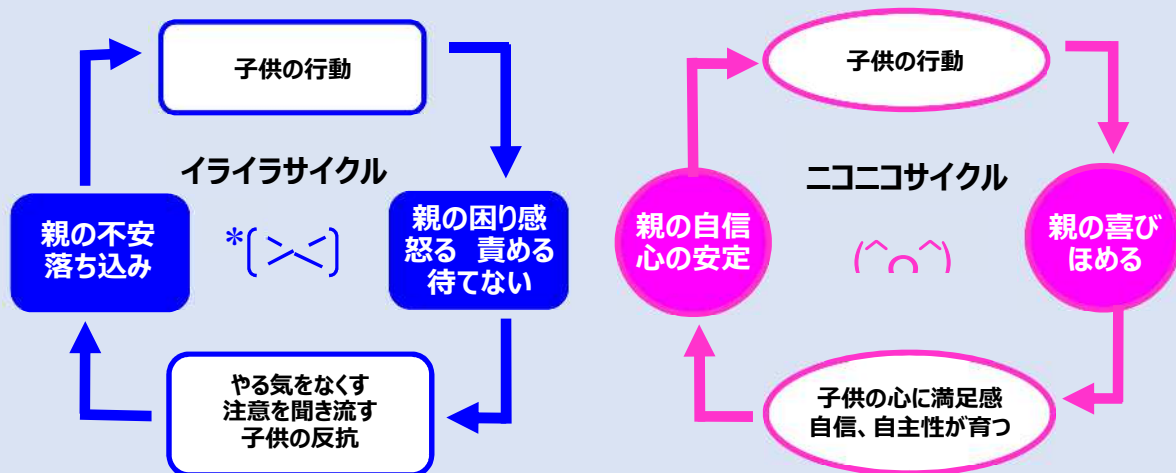 子供の行動
イライラサイクル
親の困り感
怒る 責める
待てない
親の不安
落ち込み
*(><)
やる気をなくす
注意を聞き流す
子供の反抗
子供の行動
ニコニコサイクル
親の喜び
ほめる
親の自信
心の安定
(^o^)
子供の心に満足感
自信、自主性が育つ